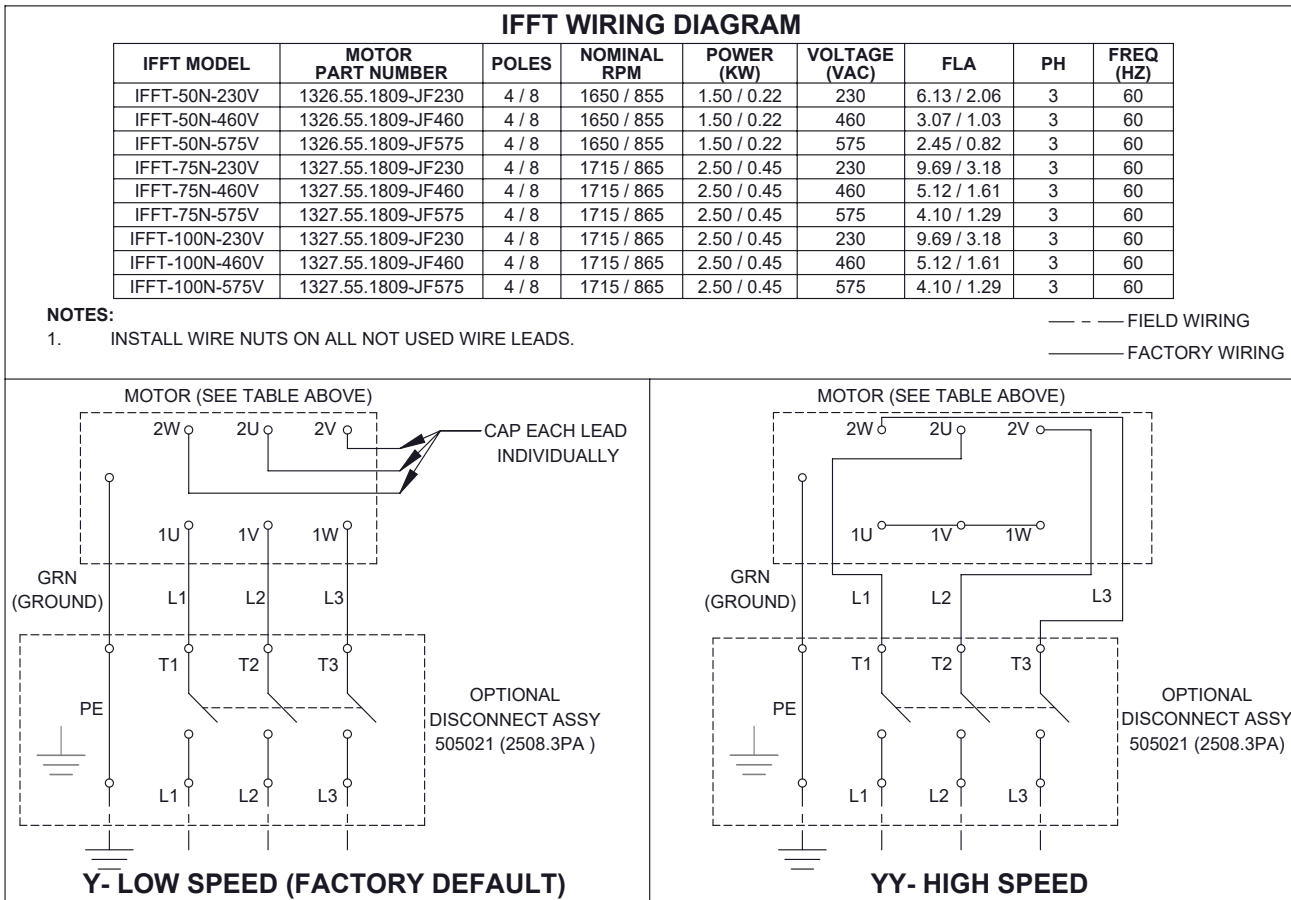 IFFT WIRING DIAGRAM
IFFT MODEL MOTOR PART NUMBER POLES NOMINAL RPM POWER (KW) VOLTAGE (VAC) FLA PH FREQ (HZ)
IFFT-50N-230V 1326.55.1809-JF230 4 / 8 1650 / 855 1.50 / 0.22 230 6.13 / 2.06 3 60
IFFT-50N-460V 1326.55.1809-JF460 4 / 8 1650 / 855 1.50 / 0.22 460 3.07 / 1.03 3 60
IFFT-50N-575V 1326.55.1809-JF575 4 / 8 1650 / 855 1.50 / 0.22 575 2.45 / 0.82 3 60
IFFT-75N-230V 1327.55.1809-JF230 4 / 8 1715 / 865 2.50 / 0.45 230 9.69 / 3.18 3 60
IFFT-75N-460V 1327.55.1809-JF460 4 / 8 1715 / 865 2.50 / 0.45 460 5.12 / 1.61 3 60
IFFT-75N-575V 1327.55.1809-JF575 4 / 8 1715 / 865 2.50 / 0.45 575 4.10 / 1.29 3 60
IFFT-100N-230V 1327.55.1809-JF230 4 / 8 1715 / 865 2.50 / 0.45 230 9.69 / 3.18 3 60
IFFT-100N-460V 1327.55.1809-JF460 4 / 8 1715 / 865 2.50 / 0.45 460 5.12 / 1.61 3 60
IFFT-100N-575V 1327.55.1809-JF575 4 / 8 1715 / 865 2.50 / 0.45 575 4.10 / 1.29 3 60
NOTES:
1. INSTALL WIRE NUTS ON ALL NOT USED WIRE LEADS.
FIELD WIRING
FACTORY WIRING
MOTOR (SEE TABLE ABOVE)
2W 2U 2V
CAP EACH LEAD
INDIVIDUALLY
1U 1V 1W
GRN
(GROUND)
L1 L2 L3
T1 T2 T3
PE
OPTIONAL
DISCONNECT ASSY
505021 (2508.3PA )
L1 L2 L3
Y- LOW SPEED (FACTORY DEFAULT)
MOTOR (SEE TABLE ABOVE)
2W 2U 2V
1U 1V 1W
GRN
(GROUND)
L1 L2 L3
T1 T2 T3
PE
OPTIONAL
DISCONNECT ASSY
505021 (2508.3PA)
L1 L2 L3
YY- HIGH SPEED